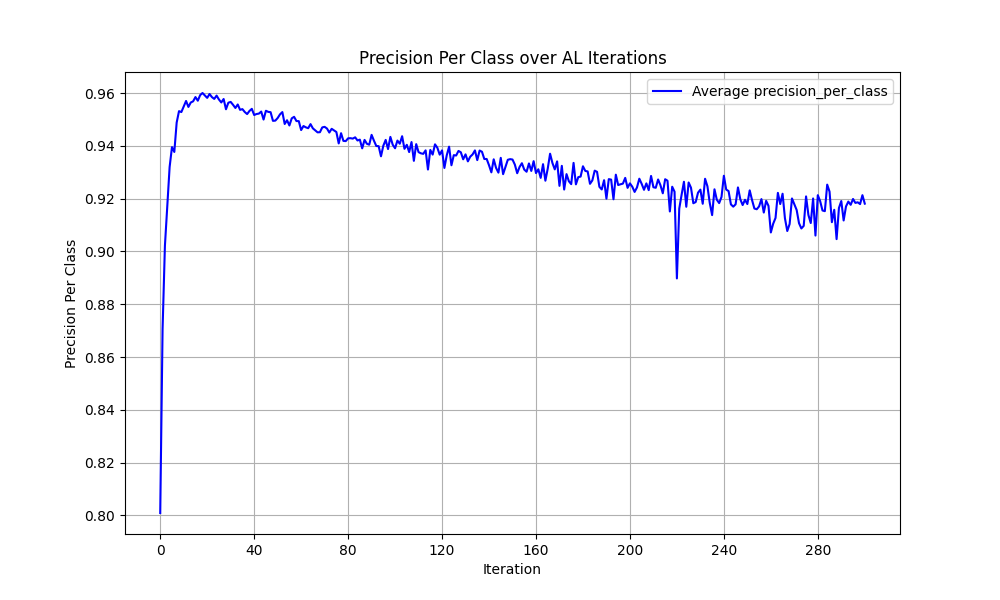 Precision Per Class over AL Iterations
Average precision_per_class
Precision Per Class
0.96
0.94
0.92
0.90
0.88
0.86
0.84
0.82
0.80
0 40 80 120 160 200 240 280
Iteration